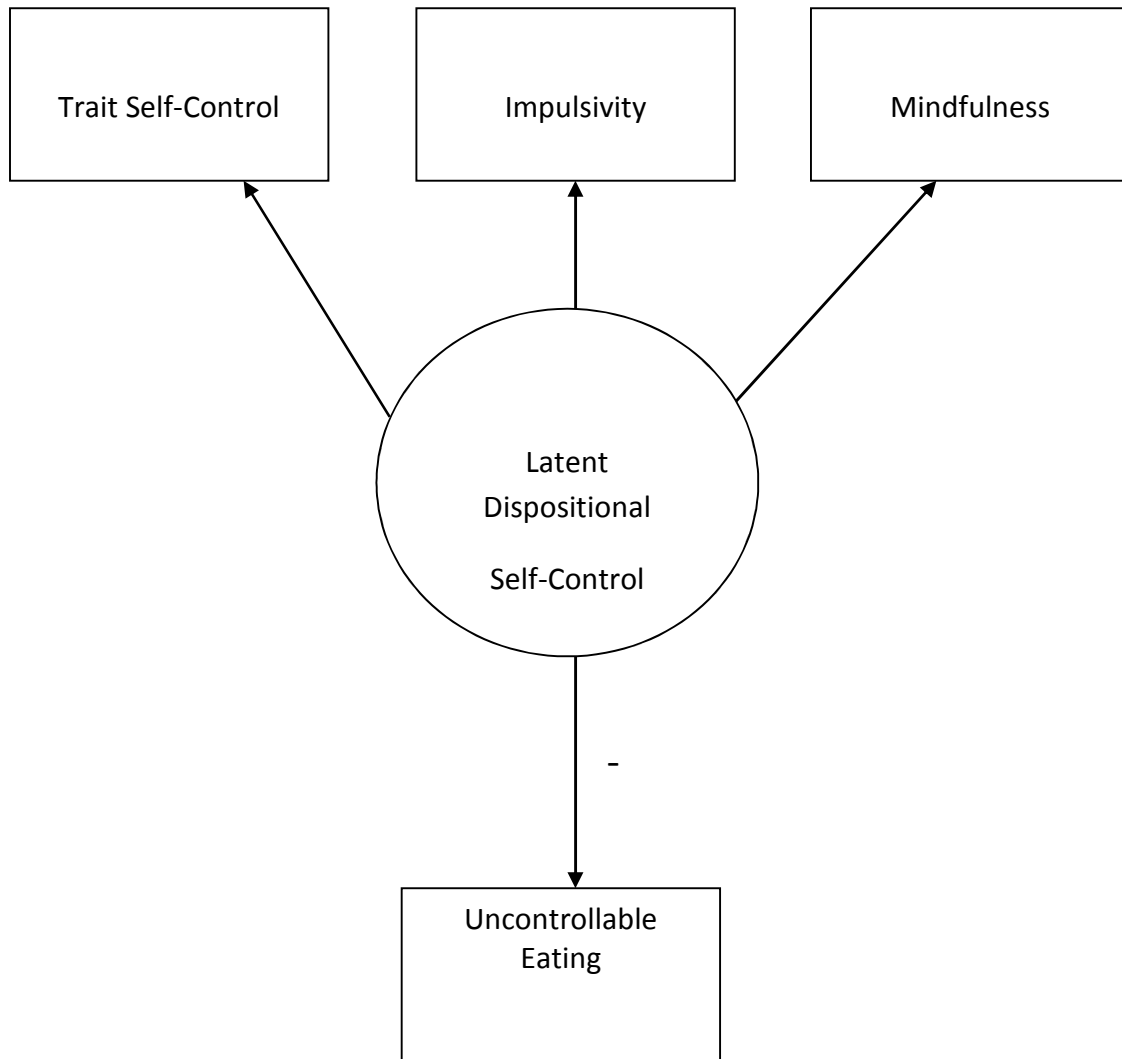 Trait Self-Control
Impulsivity
Mindfulness
Latent
Dispositional
Self-Control
-
Uncontrollable
Eating